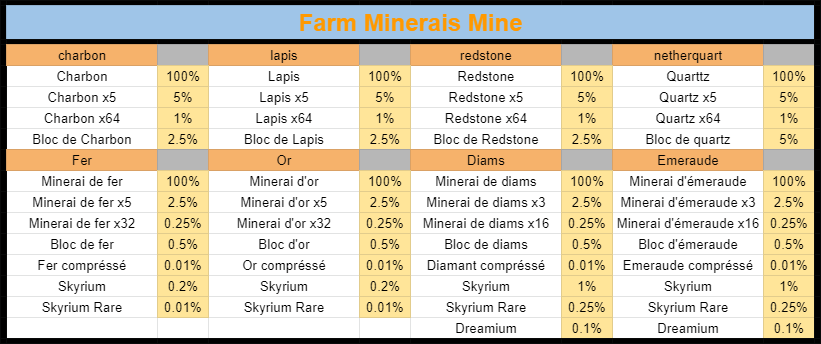 Farm Minerais Mine
charbon lapis redstone netherquart
Charbon 100% Lapis 100% Redstone 100% Quarttz 100%
Charbon x5 5% Lapis x5 5% Redstone x5 5% Quartz x5 5%
Charbon x64 1% Lapis x64 1% Redstone x64 1% Quartz x64 1%
Bloc de Charbon 2.5% Bloc de Lapis 2.5% Bloc de Redstone 2.5% Bloc de quartz 5%
Fer Or Diams Emeraude
Minerai de fer 100% Minerai d'or 100% Minerai de diams 100% Minerai d'émeraude 100%
Minerai de fer x5 2.5% Minerai d'or x5 2.5% Minerai de diams x3 2.5% Minerai d'émeraude x3 2.5%
Minerai de fer x32 0.25% Minerai d'or x32 0.25% Minerai de diams x16 0.25% Minerai d'émeraude x16 0.25%
Bloc de fer 0.5% Bloc d'or 0.5% Bloc de diams 0.5% Bloc d'émeraude 0.5%
Fer compréssé 0.01% Or compréssé 0.01% Diamant compréssé 0.01% Emeraude compréssé 0.01%
Skyrium 0.2% Skyrium 0.2% Skyrium 1% Skyrium 1%
Skyrium Rare 0.01% Skyrium Rare 0.01% Skyrium Rare 0.25% Skyrium Rare 0.25%
Dreamium 0.1% Dreamium 0.1%